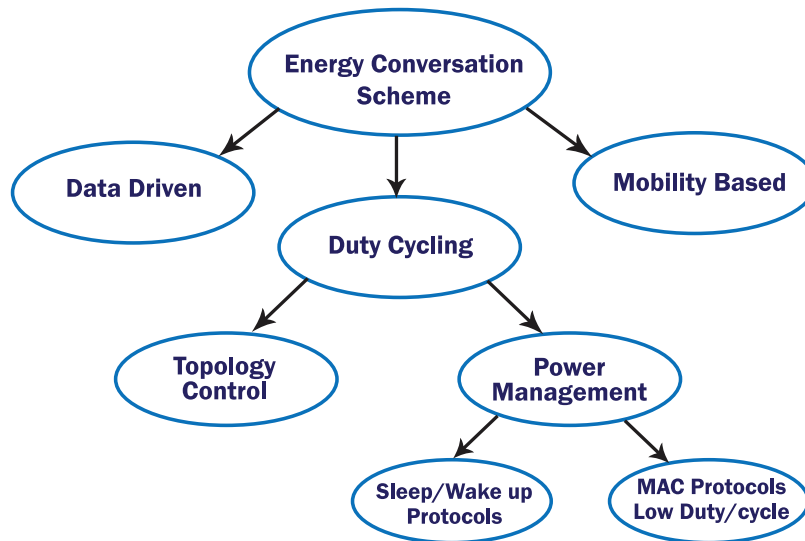 Energy Conversation
Scheme
Data Driven
Mobility Based
Duty Cycling
Topology
Control
Power
Management
Sleep/Wake up
Protocols
MAC Protocols
Low Duty/cycle